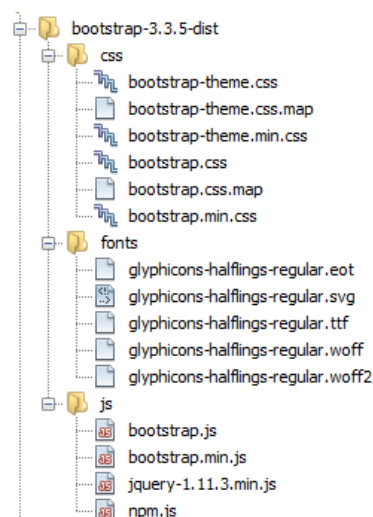 bootstrap-3.3.5-dist
css
bootstrap-theme.css
bootstrap-theme.css.map
bootstrap-theme.min.css
bootstrap.css
bootstrap.css.map
bootstrap.min.css
fonts
glyphicons-halflings-regular.eot
glyphicons-halflings-regular.svg
glyphicons-halflings-regular.ttf
glyphicons-halflings-regular.woff
glyphicons-halflings-regular.woff2
js
bootstrap.js
bootstrap.min.js
jquery-1.11.3.min.js
npm.js